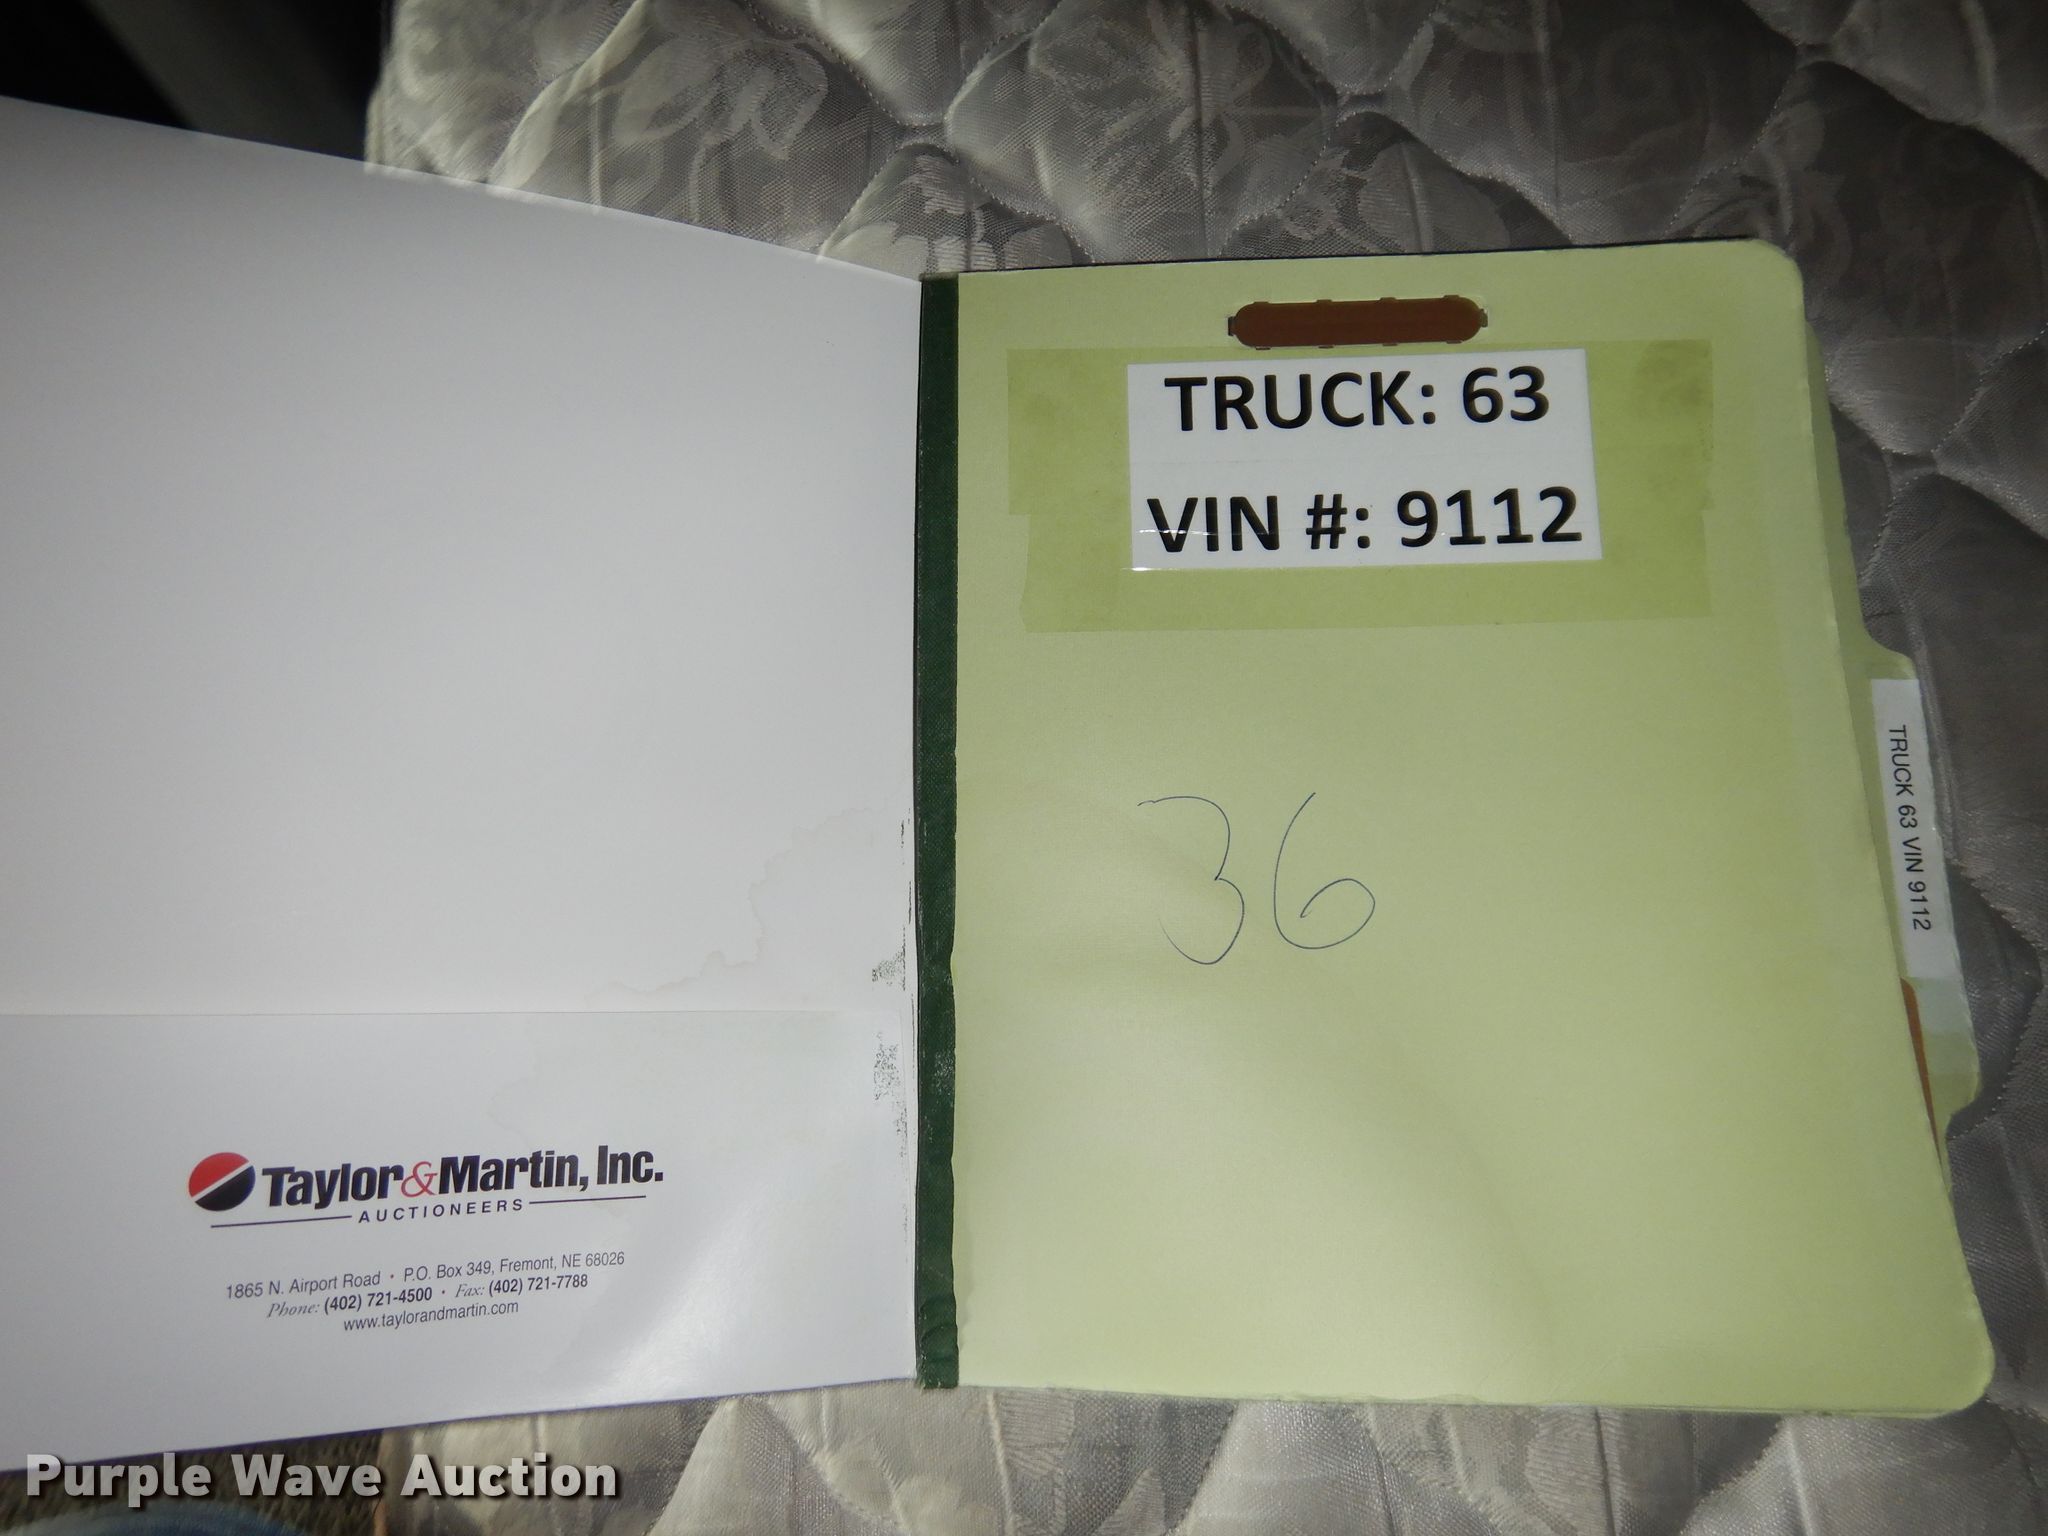 TRUCK: 63
VIN #: 9112
36
TRUCK 63 VIN 9112
Taylor&Martin, Inc.
AUCTIONEERS
1865 N. Airport Road • P.O. Box 349, Fremont, NE 68026
Phone: (402) 721-4500 • Fax: (402) 721-7788
www.taylorandmartin.com
Purple Wave Auction